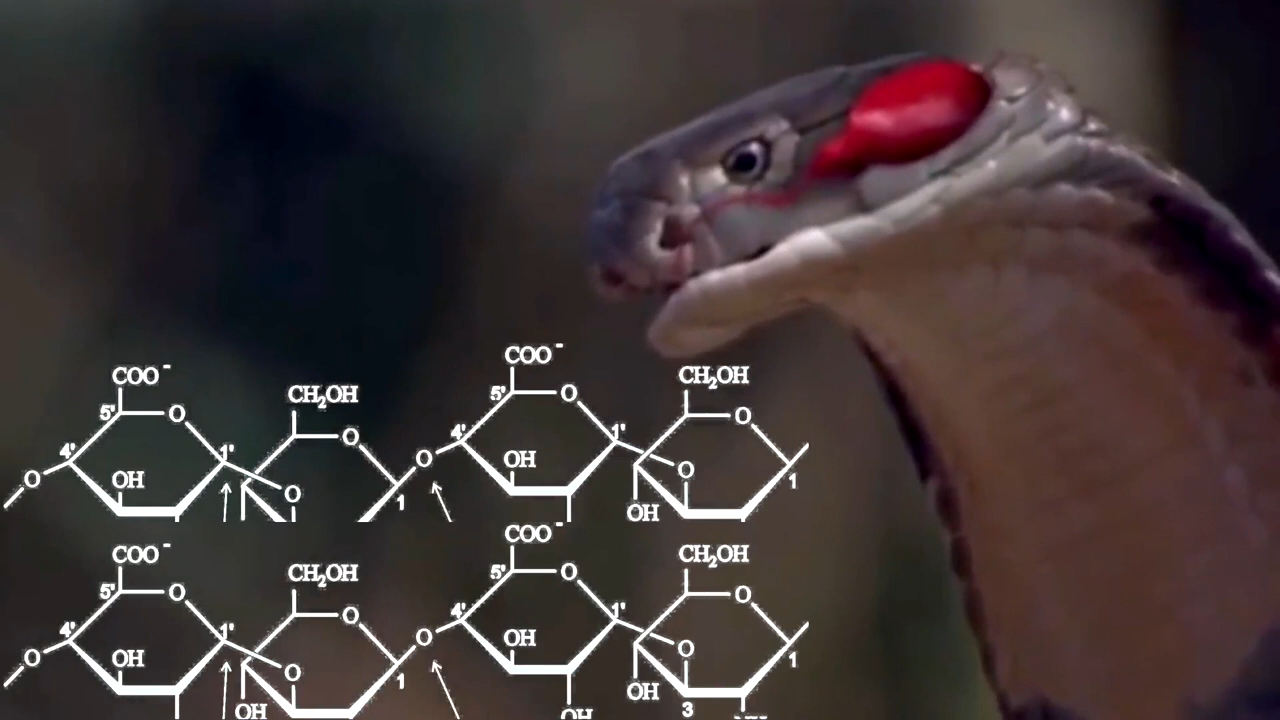 COO⁻ COO⁻
CH₂OH CH₂OH
5' O 5' O O
4' 1' O O 4' 1'
OH OH O
O O 1 1
OH
COO⁻ COO⁻
CH₂OH CH₂OH
5' O 5' O O
4' 1' O O 4' 1'
OH OH O
O O 1 1
OH OH 3
OH